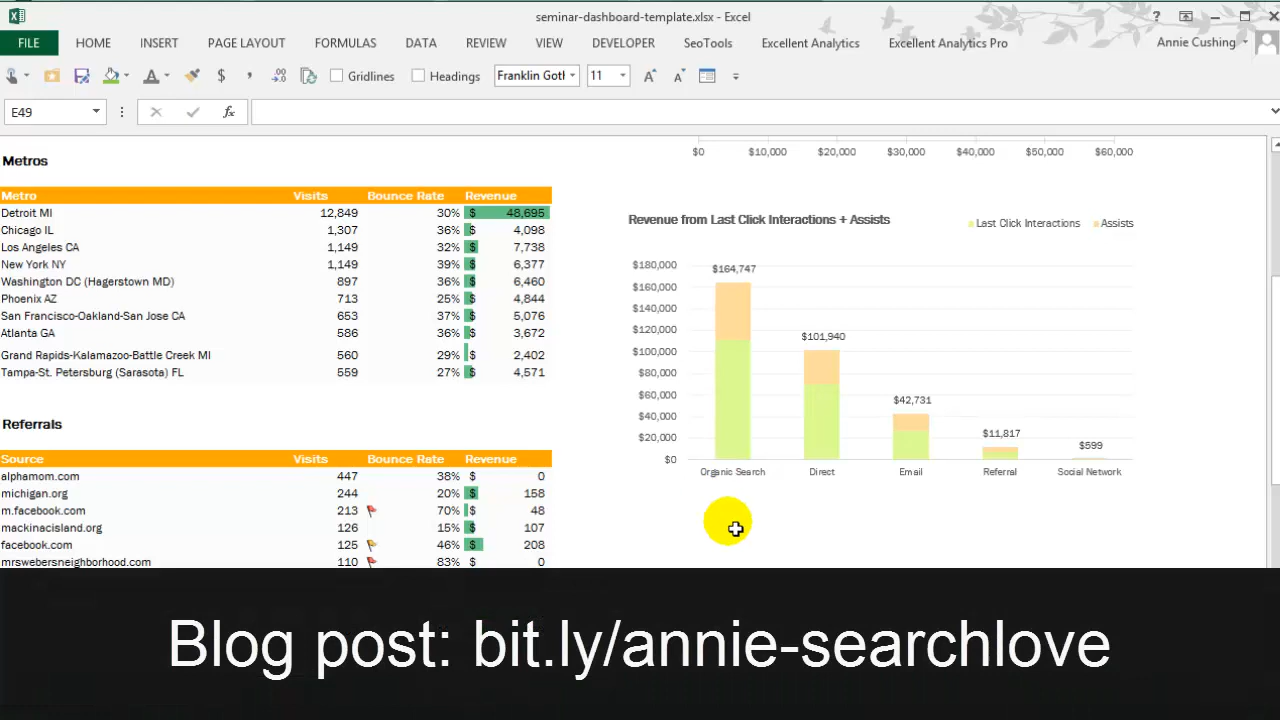 seminar-dashboard-template.xlsx - Excel
?
FILE HOME INSERT PAGE LAYOUT FORMULAS DATA REVIEW VIEW DEVELOPER SeoTools Excellent Analytics Excellent Analytics Pro Annie Cushing
$ , Gridlines Headings Franklin Goth 11
E49 fx
Metros
Metro Visits Bounce Rate Revenue
Detroit MI 12,849 30% $ 48,695
Chicago IL 1,307 36% $ 4,098
Los Angeles CA 1,149 32% $ 7,738
New York NY 1,149 39% $ 6,377
Washington DC (Hagerstown MD) 897 36% $ 6,460
Phoenix AZ 713 25% $ 4,844
San Francisco-Oakland-San Jose CA 653 37% $ 5,076
Atlanta GA 586 36% $ 3,672
Grand Rapids-Kalamazoo-Battle Creek MI 560 29% $ 2,402
Tampa-St. Petersburg (Sarasota) FL 559 27% $ 4,571
Referrals
Source Visits Bounce Rate Revenue
alphamom.com 447 38% $ 0
michigan.org 244 20% $ 158
m.facebook.com 213 70% $ 48
mackinacisland.org 126 15% $ 107
facebook.com 125 46% $ 208
mrswebersneighborhood.com 110 83% $ 0
$0 $10,000 $20,000 $30,000 $40,000 $50,000 $60,000
Revenue from Last Click Interactions + Assists
Last Click Interactions Assists
$180,000
$164,747
$160,000
$140,000
$120,000
$101,940
$100,000
$80,000
$60,000
$42,731
$40,000
$11,817
$20,000
$599
$0
Organic Search Direct Email Referral Social Network
Blog post: bit.ly/annie-searchlove